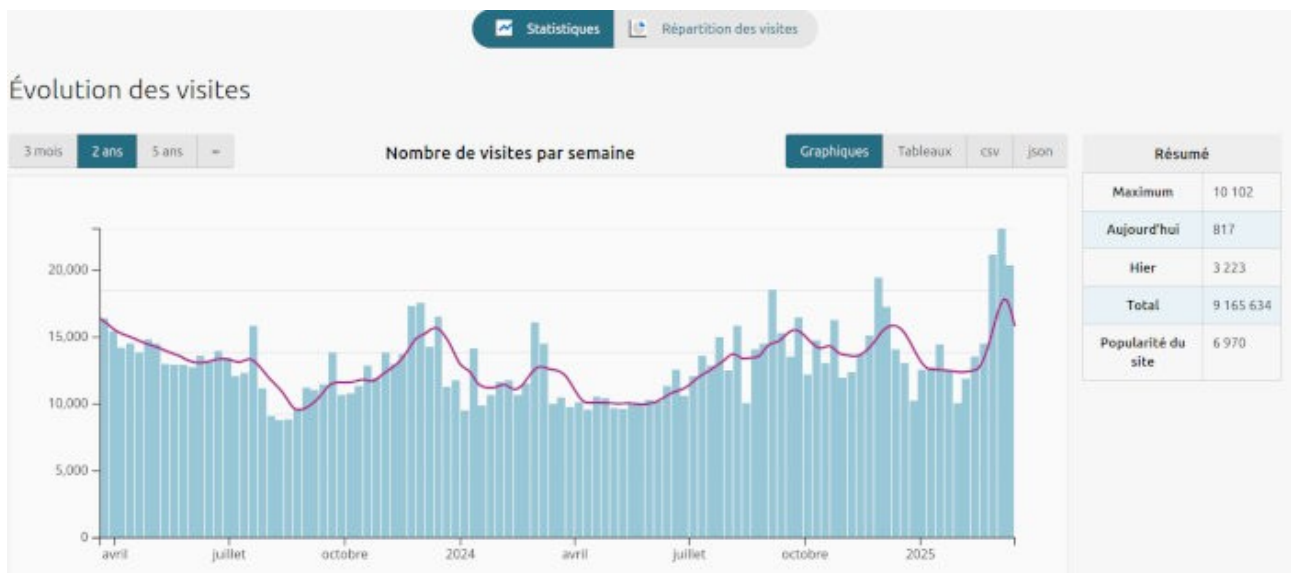 Statistiques Répartition des visites
Évolution des visites
3 mois 2 ans 5 ans –
Nombre de visites par semaine
Graphiques Tableaux csv json
Résumé
Maximum 10 102
Aujourd'hui 817
Hier 3 223
Total 9 165 634
Popularité du site 6 970
20,000
15,000
10,000
5,000
0
avril juillet octobre 2024 avril juillet octobre 2025